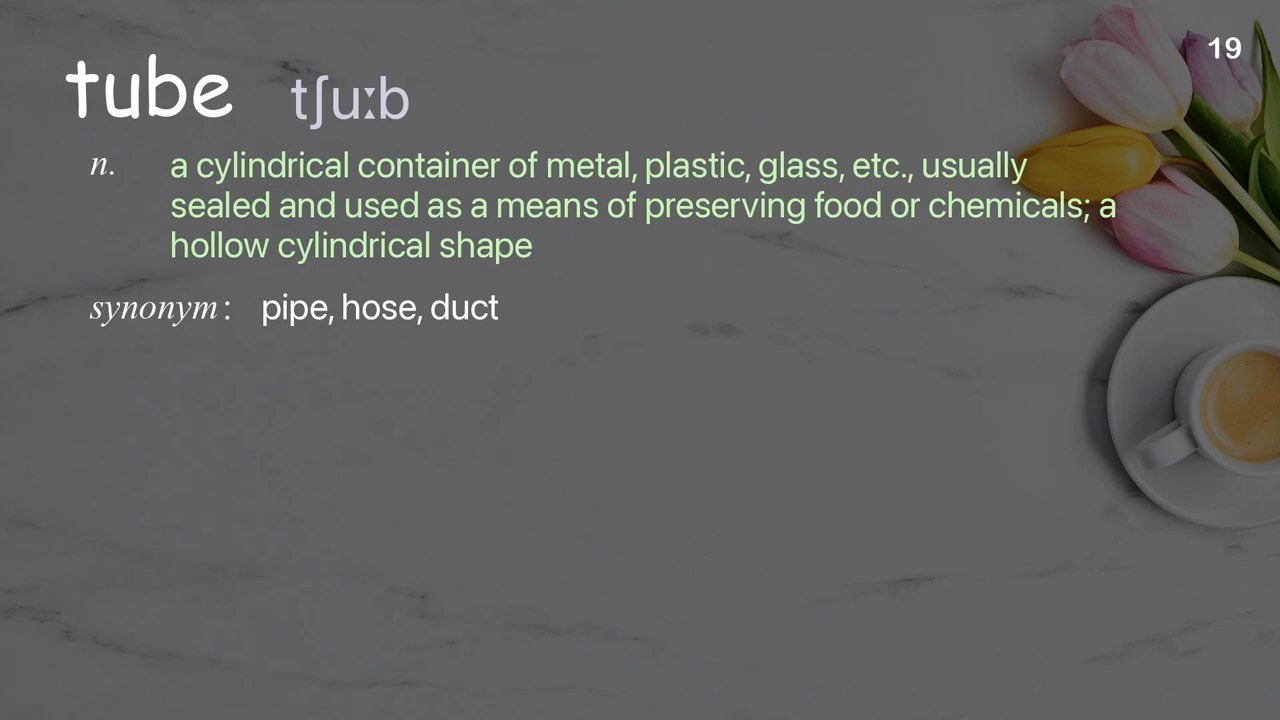 19
tube tʃuːb
n. a cylindrical container of metal, plastic, glass, etc., usually
sealed and used as a means of preserving food or chemicals; a
hollow cylindrical shape
synonym: pipe, hose, duct